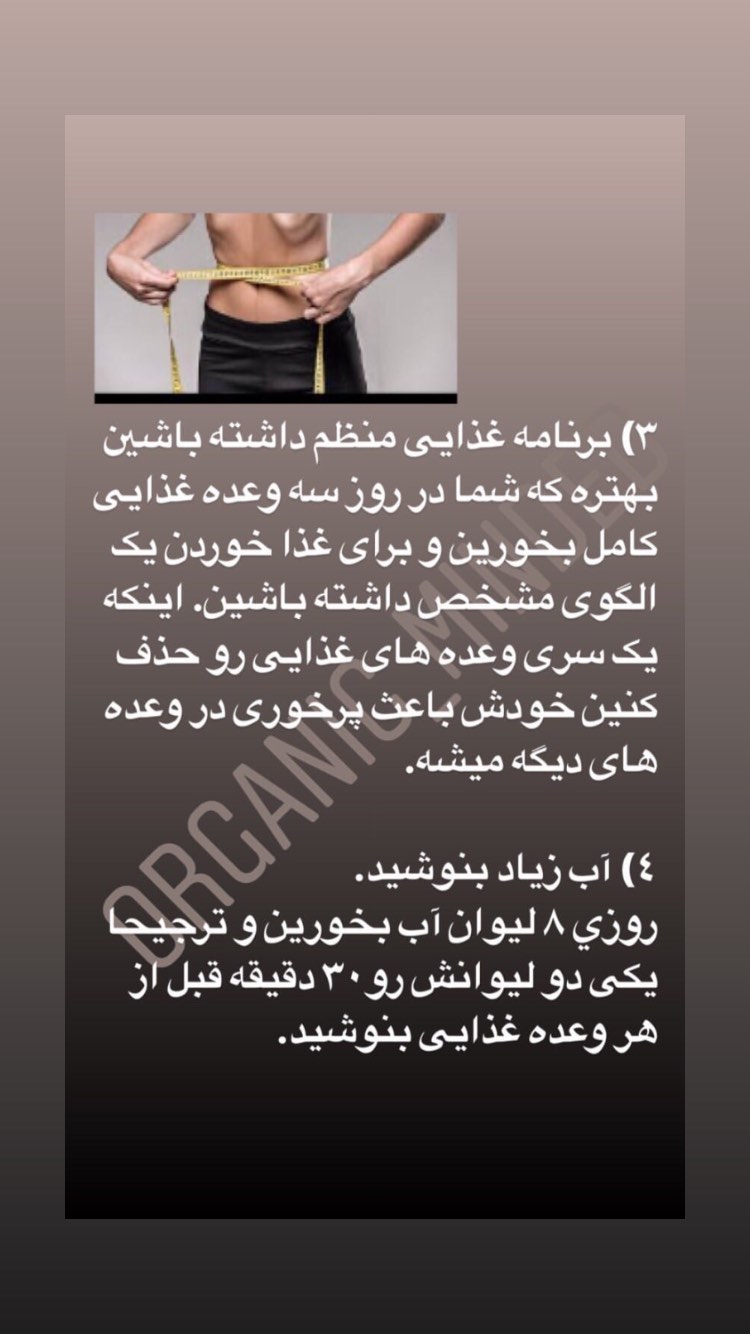 ۳) برنامه غذایی منظم داشته باشین
بهتره که شما در روز سه وعده غذایی
کامل بخورین و برای غذا خوردن یک
الگوی مشخص داشته باشین. اینکه
یک سری وعده های غذایی رو حذف
کنین خودش باعث پرخوری در وعده
های دیگه میشه.
٤) آب زیاد بنوشید.
روزي ۸ لیوان آب بخورین و ترجیحا
یکی دو لیوانش رو ۳۰ دقیقه قبل از
هر وعده غذایی بنوشید.